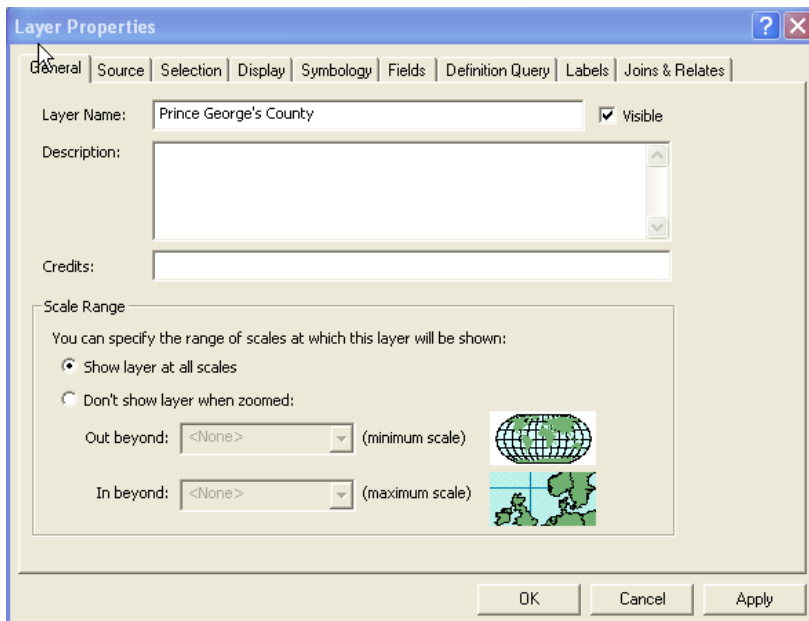 Layer Properties
General Source Selection Display Symbology Fields Definition Query Labels Joins & Relates
Layer Name: Prince George's County Visible
Description:
Credits:
Scale Range
You can specify the range of scales at which this layer will be shown:
Show layer at all scales
Don't show layer when zoomed:
Out beyond: <None> (minimum scale)
In beyond: <None> (maximum scale)
OK Cancel Apply